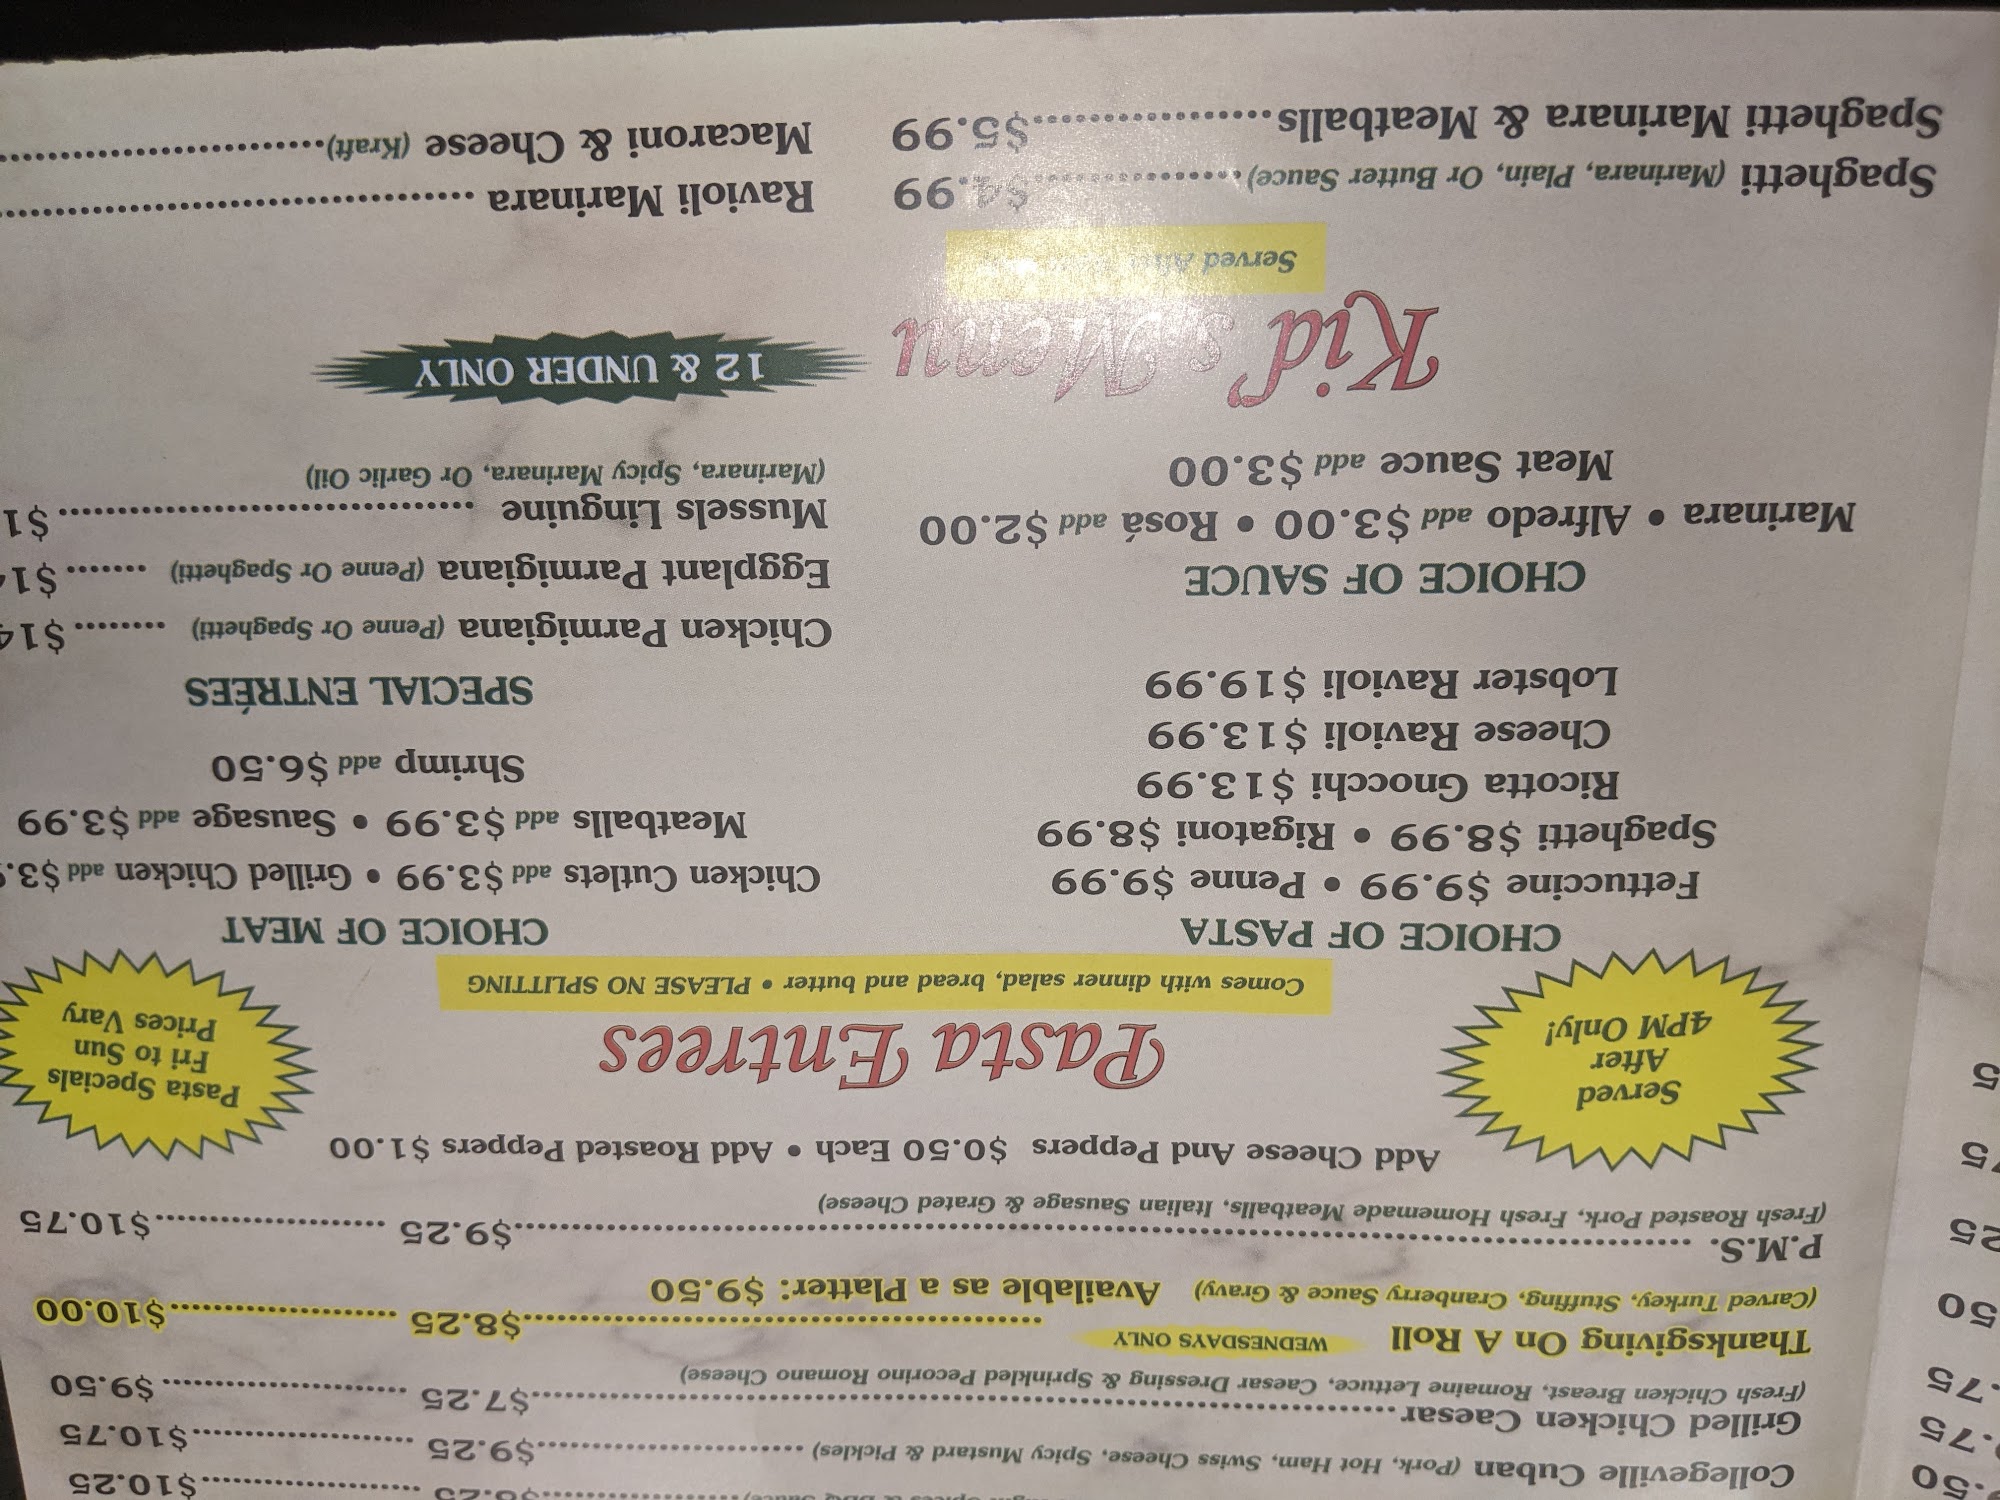 Collegeville Cuban (Pork, Hot Ham, Swiss Cheese, Spicy Mustard & Pickles) .......... $9.25 .......... $10.75
$10.25
Grilled Chicken Caesar .......... $7.25 .......... $9.50
(Fresh Chicken Breast, Romaine Lettuce, Caesar Dressing & Sprinkled Pecorino Romano Cheese)
Thanksgiving On A Roll WEDNESDAYS ONLY .......... $8.25 .......... $10.00
(Carved Turkey, Stuffing, Cranberry Sauce & Gravy) Available as a Platter: $9.50
P.M.S. .......... $9.25 .......... $10.75
(Fresh Roasted Pork, Fresh Homemade Meatballs, Italian Sausage & Grated Cheese)
Add Cheese And Peppers $0.50 Each • Add Roasted Peppers $1.00
Served
After
4PM Only!
Pasta Entrees
Pasta Specials
Fri to Sun
Prices Vary
Comes with dinner salad, bread and butter • PLEASE NO SPLITTING
CHOICE OF PASTA
Fettuccine $9.99 • Penne $9.99
Spaghetti $8.99 • Rigatoni $8.99
Ricotta Gnocchi $13.99
Cheese Ravioli $13.99
Lobster Ravioli $19.99
CHOICE OF SAUCE
Marinara • Alfredo add $3.00 • Rosá add $2.00
Meat Sauce add $3.00
CHOICE OF MEAT
Chicken Cutlets add $3.99 • Grilled Chicken add $3.
Meatballs add $3.99 • Sausage add $3.99
Shrimp add $6.50
SPECIAL ENTRÉES
Chicken Parmigiana (Penne Or Spaghetti) ........ $14
Eggplant Parmigiana (Penne Or Spaghetti) ....... $14
Mussels Linguine .......... $1
(Marinara, Spicy Marinara, Or Garlic Oil)
Kid's Menu
12 & UNDER ONLY
Served After
Spaghetti (Marinara, Plain, Or Butter Sauce) .......... $4.99
Spaghetti Marinara & Meatballs .......... $5.99
Ravioli Marinara ..........
Macaroni & Cheese (Kraft) ..........